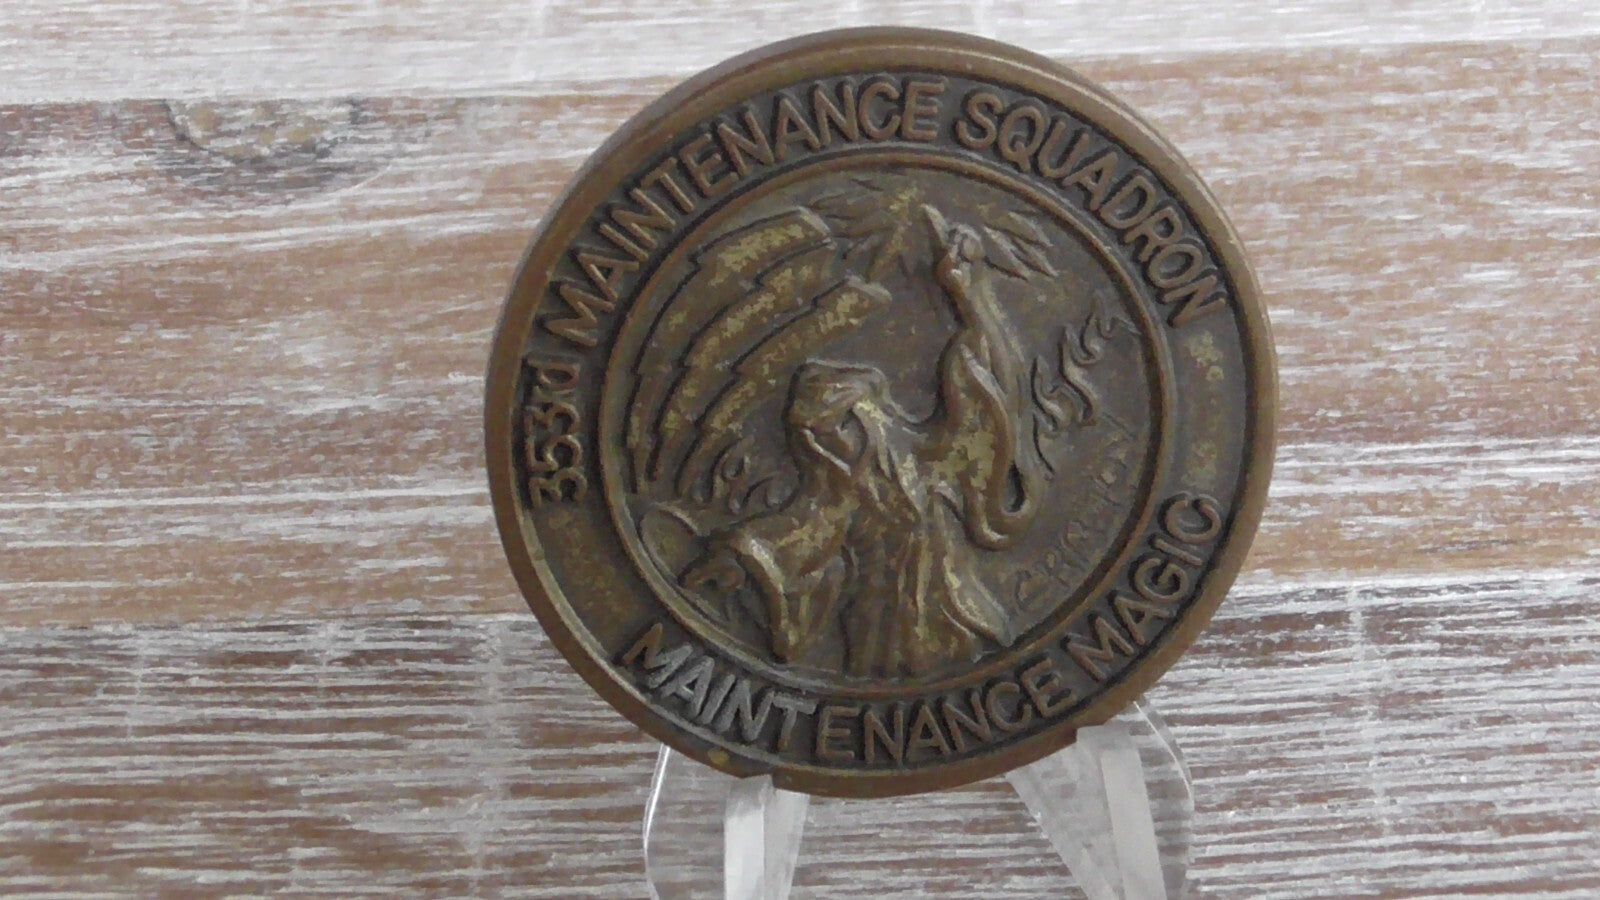 353d MAINTENANCE SQUADRON
MAINTENANCE MAGIC